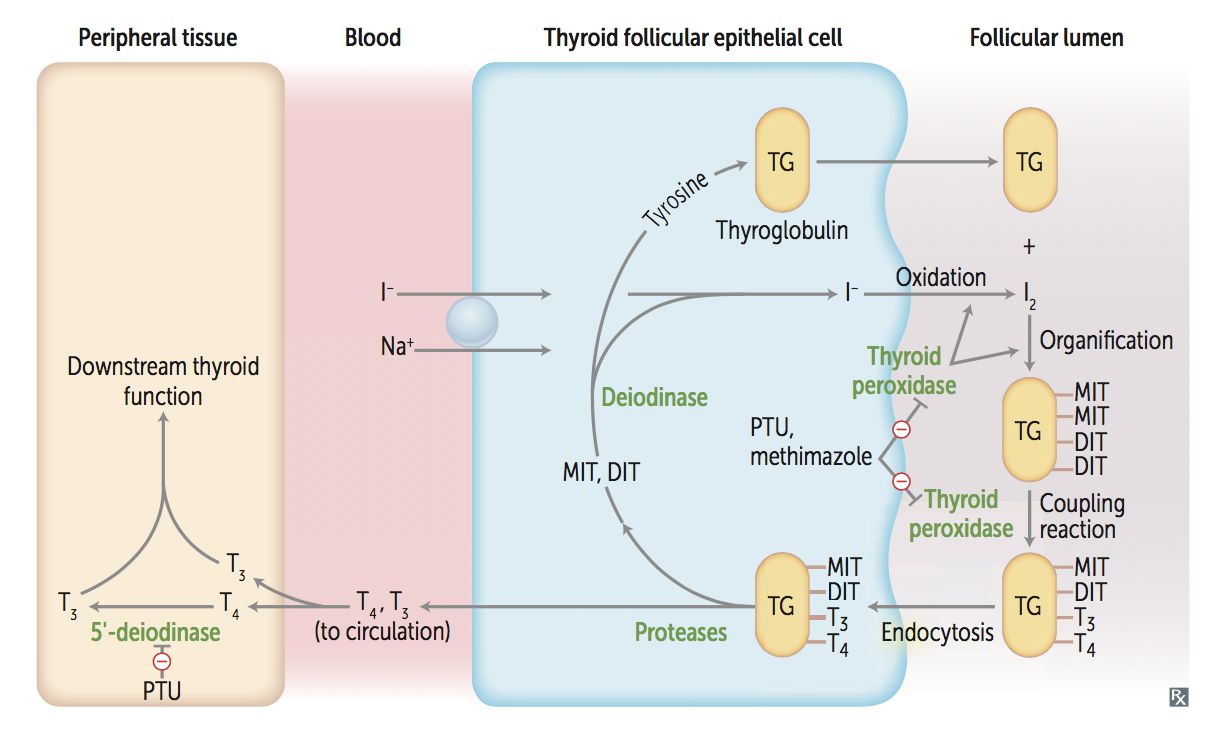 Peripheral tissue
Blood
Thyroid follicular epithelial cell
Follicular lumen
TG
TG
Tyrosine
Thyroglobulin
+
I⁻
I⁻
Oxidation
I₂
Na⁺
Organification
Downstream thyroid
function
Thyroid
peroxidase
Deiodinase
MIT
MIT
DIT
DIT
TG
PTU,
methimazole
−
−
MIT, DIT
Thyroid
peroxidase
Coupling
reaction
T₃
T₃
T₄
T₄, T₃
(to circulation)
5'-deiodinase
−
PTU
Proteases
TG
MIT
DIT
T₃
T₄
Endocytosis
TG
MIT
DIT
T₃
T₄
Rx